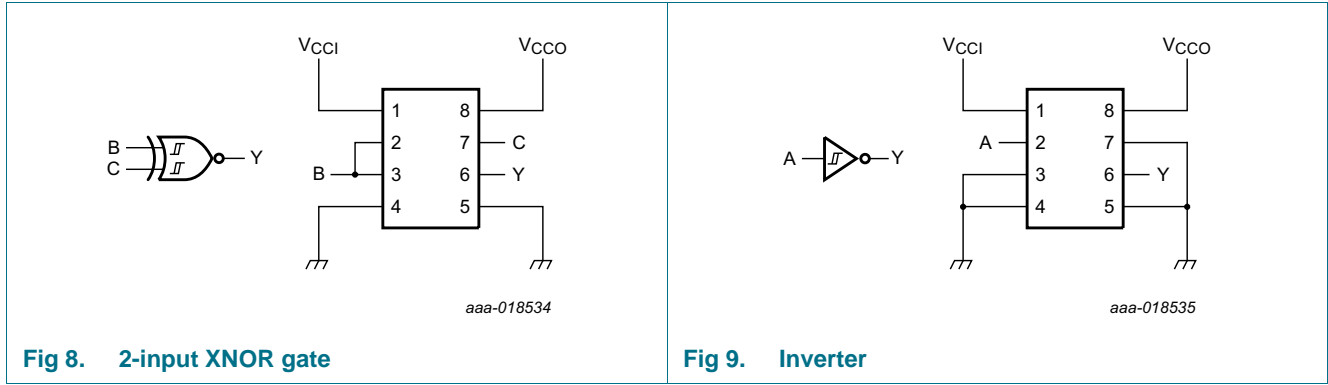 VCCI VCCO
1 8
B 2 7 C
C Y
B 3 6 Y
4 5
aaa-018534
Fig 8. 2-input XNOR gate
VCCI VCCO
1 8
A 2 7
A Y
3 6 Y
4 5
aaa-018535
Fig 9. Inverter